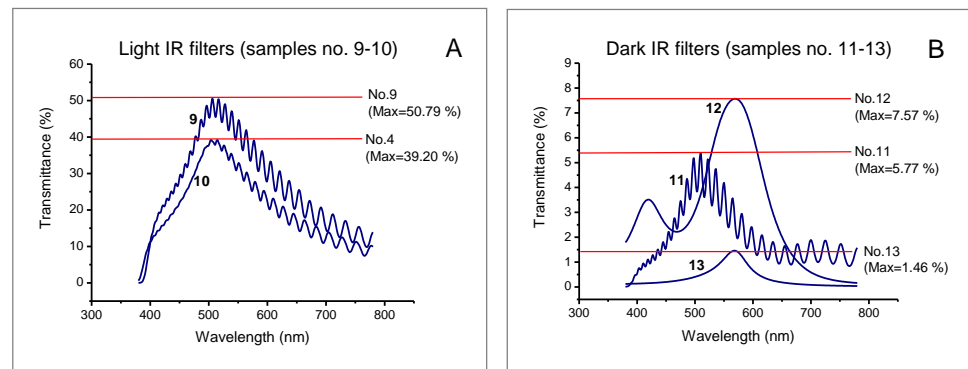 Light IR filters (samples no. 9-10)
A
Transmittance (%)
60
50
40
30
20
10
0
9
10
No.9
(Max=50.79 %)
No.4
(Max=39.20 %)
300 400 500 600 700 800
Wavelength (nm)
Dark IR filters (samples no. 11-13)
B
Transmittance (%)
9
8
7
6
5
4
3
2
1
0
12
11
13
No.12
(Max=7.57 %)
No.11
(Max=5.77 %)
No.13
(Max=1.46 %)
300 400 500 600 700 800
Wavelength (nm)